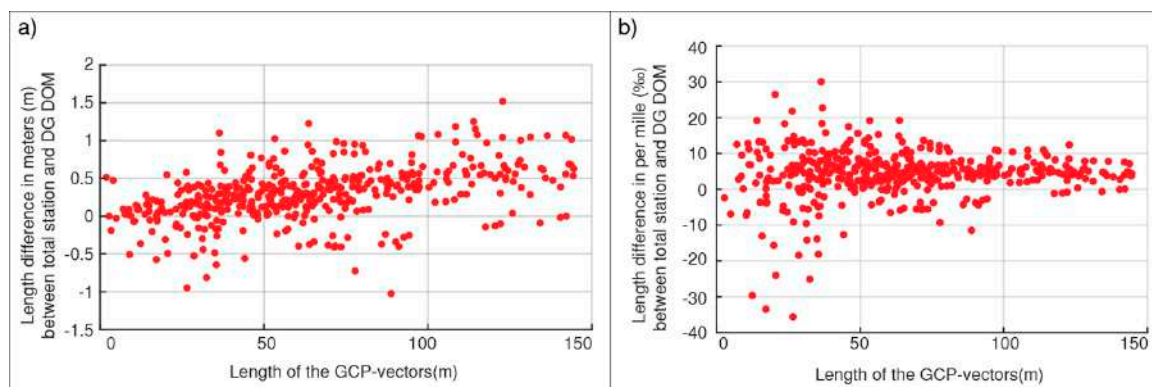 a)
Length difference in meters (m)
between total station and DG DOM
2
1.5
1
0.5
0
-0.5
-1
-1.5
0 50 100 150
Length of the GCP-vectors(m)
b)
Length difference in per mille (‰)
between total station and DG DOM
40
30
20
10
0
-10
-20
-30
-40
0 50 100 150
Length of the GCP-vectors(m)